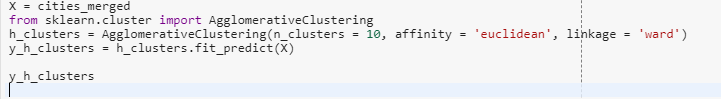 X = cities_merged
from sklearn.cluster import AgglomerativeClustering
h_clusters = AgglomerativeClustering(n_clusters = 10, affinity = 'euclidean', linkage = 'ward')
y_h_clusters = h_clusters.fit_predict(X)
y_h_clusters